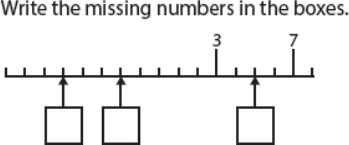 Write the missing numbers in the boxes.
3 7